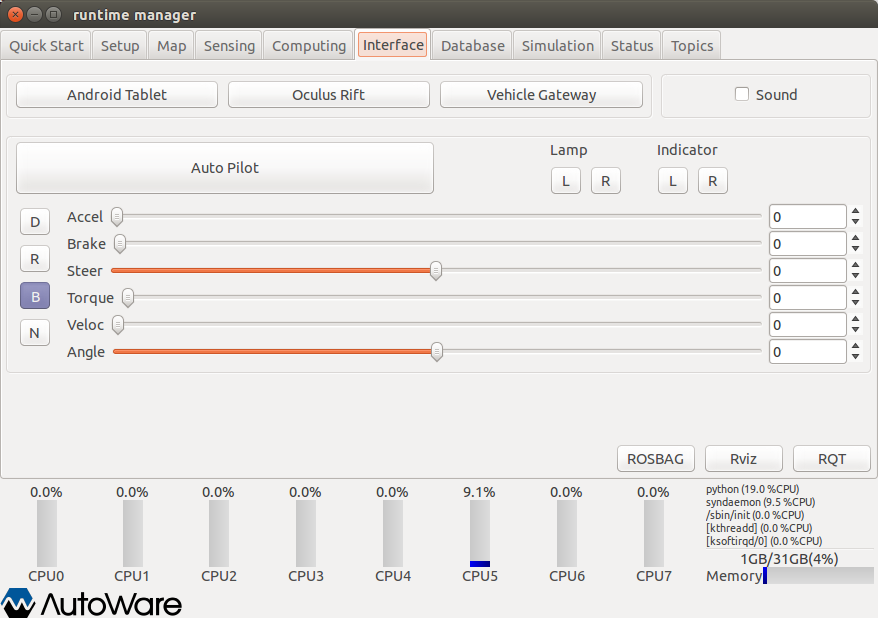 runtime manager
Quick Start Setup Map Sensing Computing Interface Database Simulation Status Topics
Android Tablet Oculus Rift Vehicle Gateway Sound
Auto Pilot
Lamp Indicator
L R L R
D Accel 0
Brake 0
R Steer 0
B Torque 0
Veloc 0
N Angle 0
ROSBAG Rviz RQT
0.0% 0.0% 0.0% 0.0% 0.0% 9.1% 0.0% 0.0%
python (19.0 %CPU)
syndaemon (9.5 %CPU)
/sbin/init (0.0 %CPU)
[kthreadd] (0.0 %CPU)
[ksoftirqd/0] (0.0 %CPU)
1GB/31GB(4%)
CPU0 CPU1 CPU2 CPU3 CPU4 CPU5 CPU6 CPU7 Memory
AutoWare